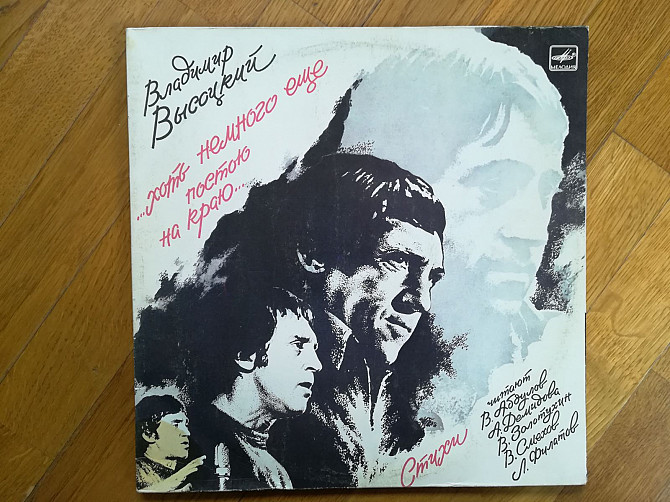 Владимир
Высоцкий
...хоть немного еще
постою
на краю...
МЕЛОДИЯ
Стихи
читают
В. Абдулов
А. Демидова
В. Золотухин
В. Смехов
Л. Филатов